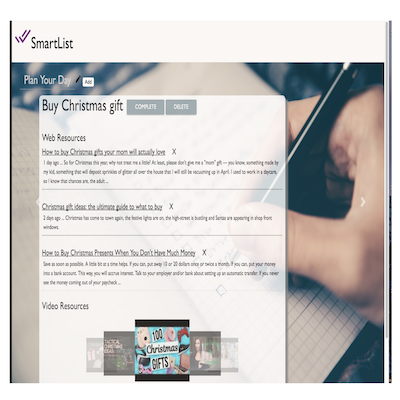 SmartList
Plan Your Day Add
Buy Christmas gift COMPLETE DELETE
Web Resources
How to buy Christmas gifts your mom will actually love X
1 day ago ... So for Christmas this year, why not treat me a little? At least, please don't give me a "mom" gift — you know, something made by
my kid, something that will deposit sprinkles of glitter all over the house that I will still be vacuuming up in April. I used to work in a daycare,
so I know that chances are, the adult ...
Christmas gift ideas: the ultimate guide to what to buy X
2 days ago ... Christmas has come to town again, the festive lights are on, the high-street is bustling and Santas are appearing in shop front
windows.
How to Buy Christmas Presents When You Don't Have Much Money X
Save as soon as possible. A little bit at a time helps. If you can, put away 10 or 20 dollars once or twice a month. If you can, put your money
into a bank account. This way, you will accrue interest. Talk to your employer and/or bank about setting up an automatic transfer. If you never
see the money coming out of your paycheck ...
Video Resources
TACTICAL
CHRISTMAS
IDEAS
100
Christmas
GIFTS